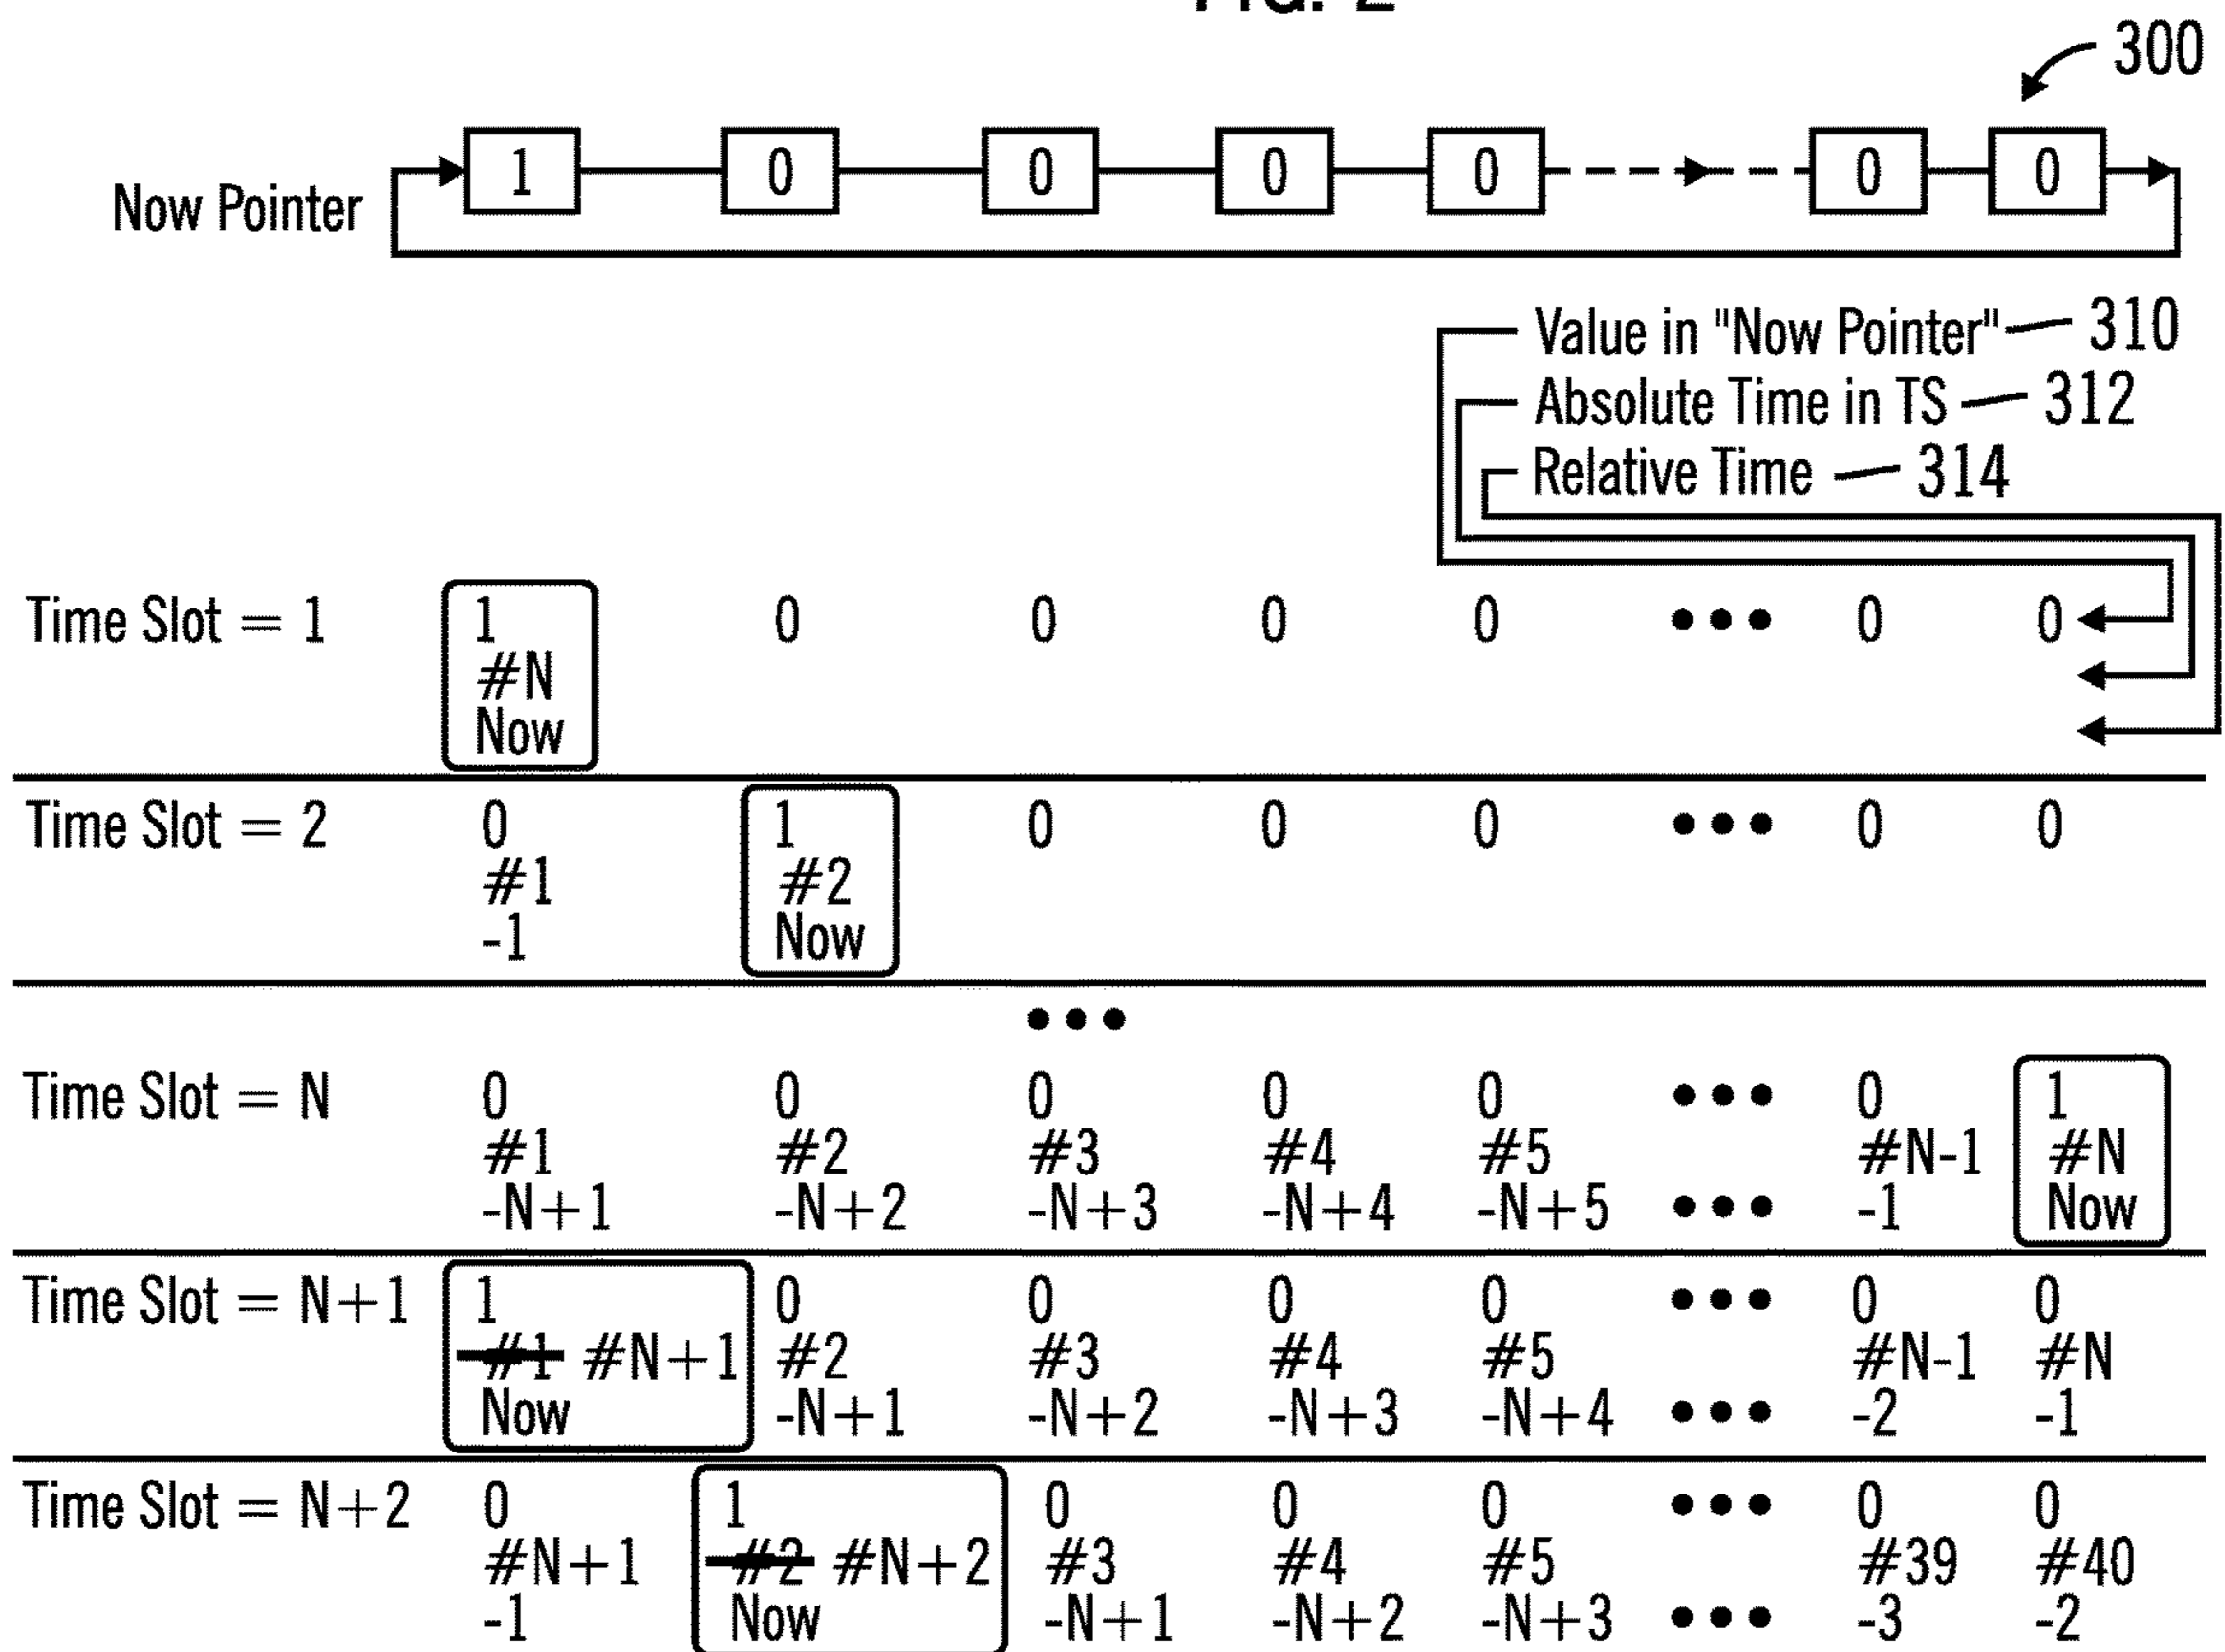 FIG. 2
300
1 0 0 0 0 0 0
Now Pointer
Value in "Now Pointer" 310
Absolute Time in TS 312
Relative Time 314
Time Slot = 1 1 0 0 0 0 ••• 0 0
#N
Now
Time Slot = 2 0 1 0 0 0 ••• 0 0
#1 #2
-1 Now
•••
Time Slot = N 0 0 0 0 0 ••• 0 1
#1 #2 #3 #4 #5 #N-1 #N
-N+1 -N+2 -N+3 -N+4 -N+5 ••• -1 Now
Time Slot = N+1 1 0 0 0 0 ••• 0 0
#1 #N+1 #2 #3 #4 #5 #N-1 #N
Now -N+1 -N+2 -N+3 -N+4 ••• -2 -1
Time Slot = N+2 0 1 0 0 0 ••• 0 0
#N+1 #2 #N+2 #3 #4 #5 #39 #40
-1 Now -N+1 -N+2 -N+3 ••• -3 -2